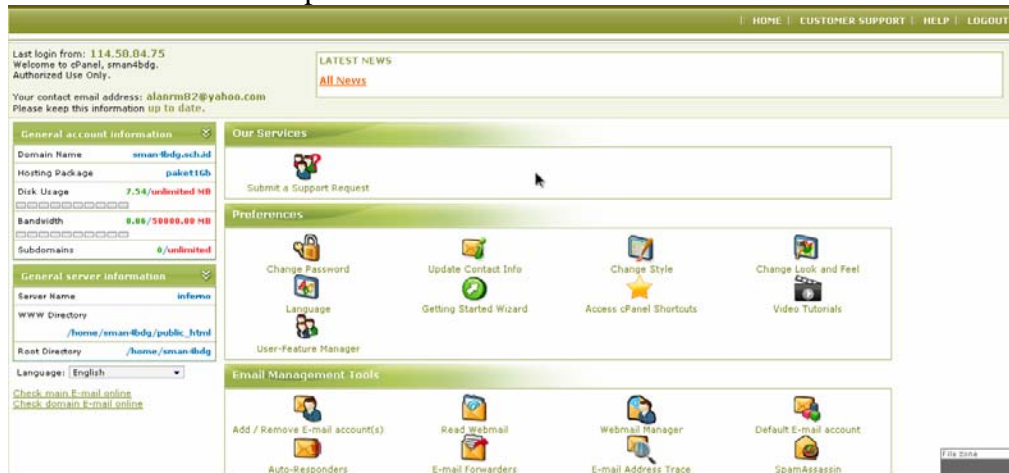 | HOME | CUSTOMER SUPPORT | HELP | LOGOUT
Last login from: 114.50.84.75
Welcome to cPanel, sman4bdg.
Authorized Use Only.
Your contact email address: alanrm82@yahoo.com
Please keep this information up to date.
LATEST NEWS
All News
General account information
Domain Name sman4bdg.sch.id
Hosting Package paket1Gb
Disk Usage 7.54/unlimited MB
Bandwidth 0.06/50000.00 MB
Subdomains 0/unlimited
General server information
Server Name inferno
WWW Directory
/home/sman4bdg/public_html
Root Directory /home/sman4bdg
Language: English
Check main E-mail online
Check domain E-mail online
Our Services
Submit a Support Request
Preferences
Change Password Update Contact Info Change Style Change Look and Feel
Language Getting Started Wizard Access cPanel Shortcuts Video Tutorials
User-Feature Manager
Email Management Tools
Add / Remove E-mail account(s) Read Webmail Webmail Manager Default E-mail account
Auto-Responders E-mail Forwarders E-mail Address Trace SpamAssassin